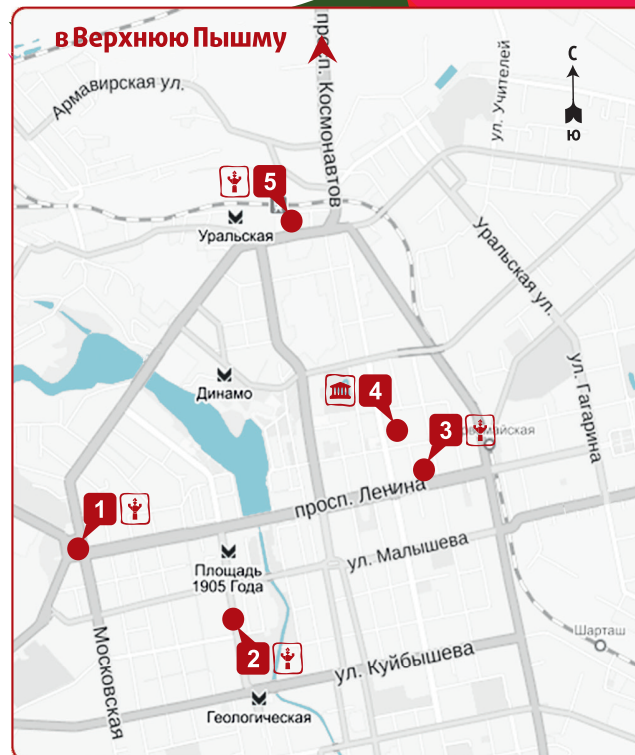 в Верхнюю Пышму
просп. Космонавтов
С
Ю
ул. Учителей
Армавирская ул.
5
Уральская
Уральская ул.
ул. Гагарина
Динамо
4
3
1
просп. Ленина
ул. Малышева
Площадь
1905 Года
Шарташ
2
ул. Куйбышева
Московская
Геологическая